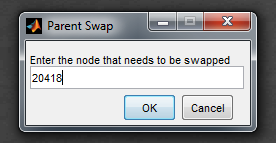 Parent Swap
Enter the node that needs to be swapped
20418
OK Cancel